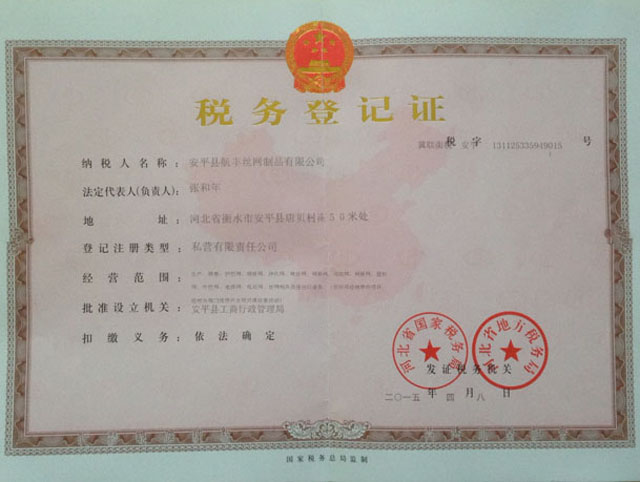 税务登记证
税 字 131125335949015 号
纳税人名称：安平县航丰丝网制品有限公司
法定代表人(负责人)：张和年
地 址：河北省衡水市安平县唐贝村南50米处
登记注册类型：私营有限责任公司
经营范围：
批准设立机关：安平县工商行政管理局
扣缴义务：依法确定
河北省国家税务局
河北省地方税务局
发证税务机关
二〇一五 年 四 月 八 日
国家税务总局监制